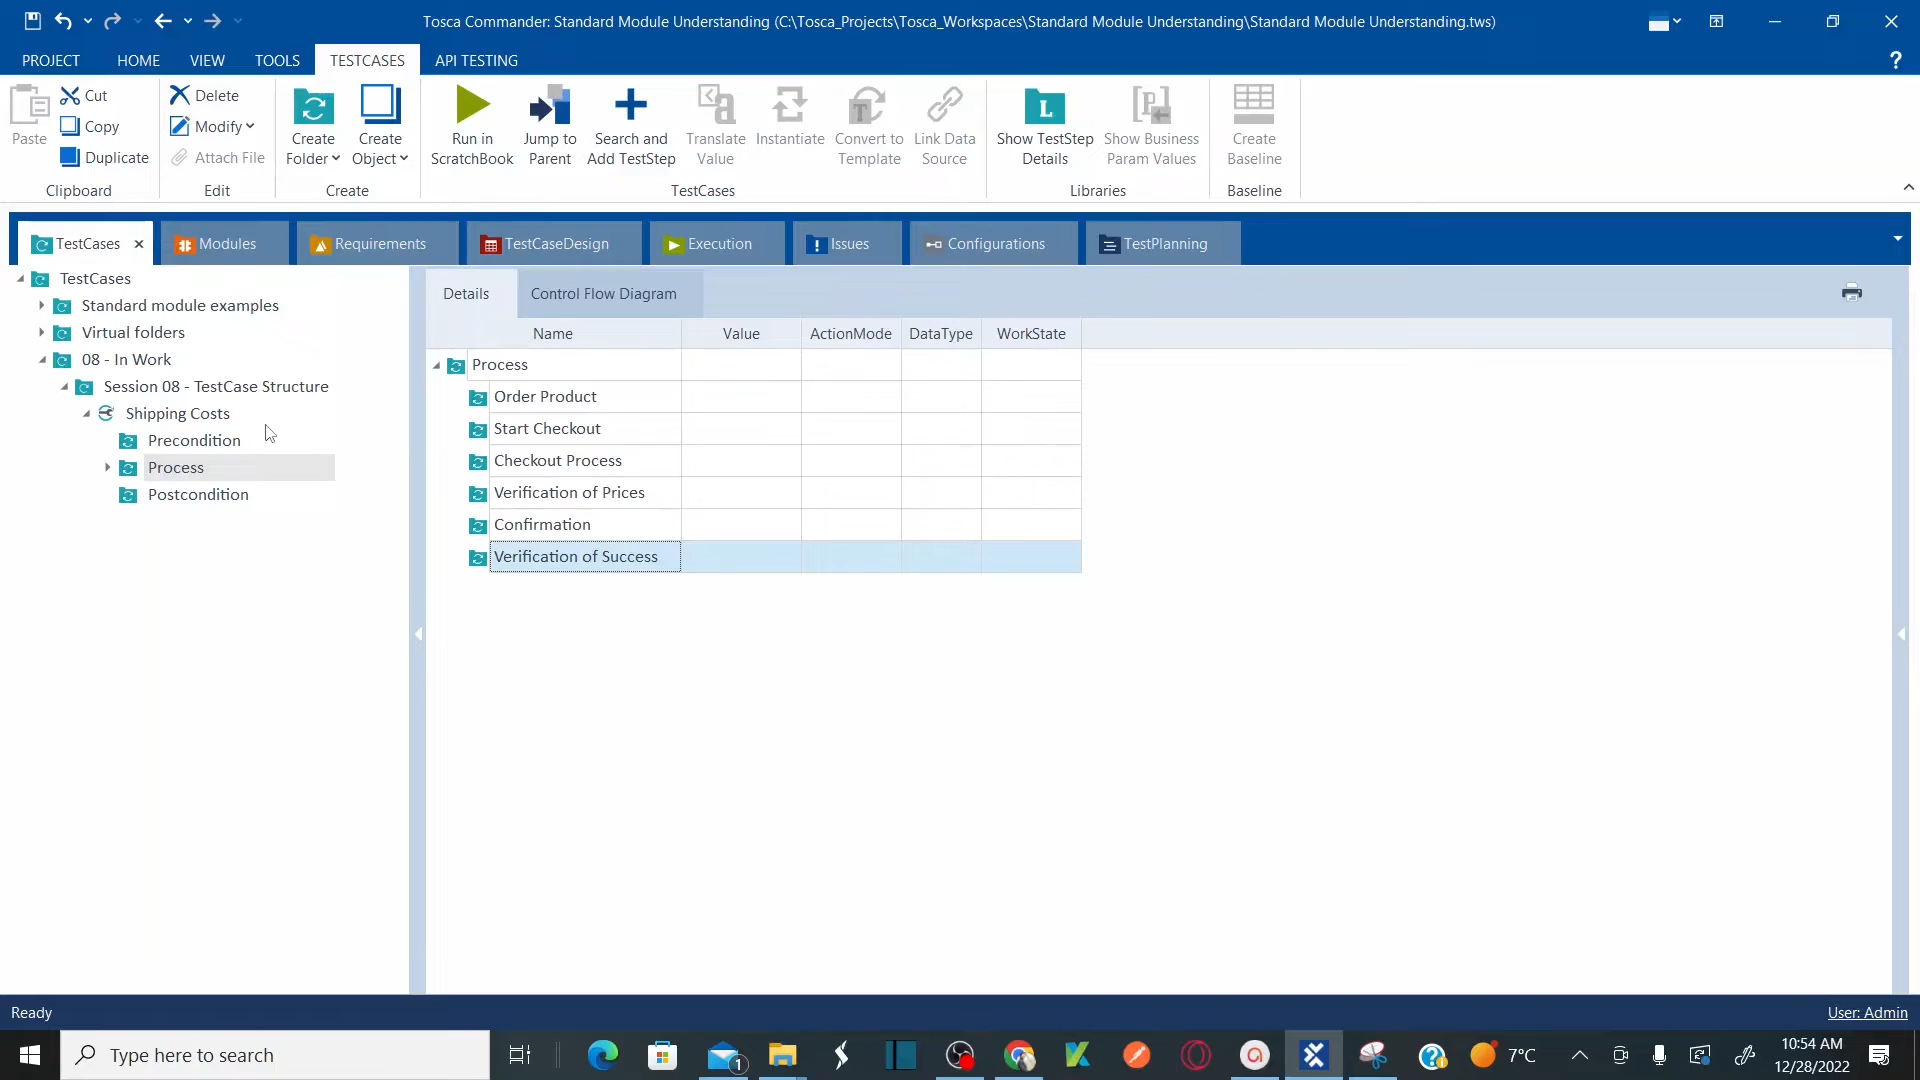 Tosca Commander: Standard Module Understanding (C:\Tosca_Projects\Tosca_Workspaces\Standard Module Understanding\Standard Module Understanding.tws)
PROJECT HOME VIEW TOOLS TESTCASES API TESTING ?
Paste
Cut
Copy
Duplicate
Clipboard
Delete
Modify
Attach File
Edit
Create Folder
Create Object
Create
Run in ScratchBook
Jump to Parent
Search and Add TestStep
Translate Value
Instantiate
Convert to Template
Link Data Source
TestCases
Show TestStep Details
Show Business Param Values
Libraries
Create Baseline
Baseline
TestCases Modules Requirements TestCaseDesign Execution Issues Configurations TestPlanning
TestCases
Standard module examples
Virtual folders
08 - In Work
Session 08 - TestCase Structure
Shipping Costs
Precondition
Process
Postcondition
Details Control Flow Diagram
Name Value ActionMode DataType WorkState
Process
Order Product
Start Checkout
Checkout Process
Verification of Prices
Confirmation
Verification of Success
Ready User: Admin
Type here to search
1
7°C
10:54 AM
12/28/2022